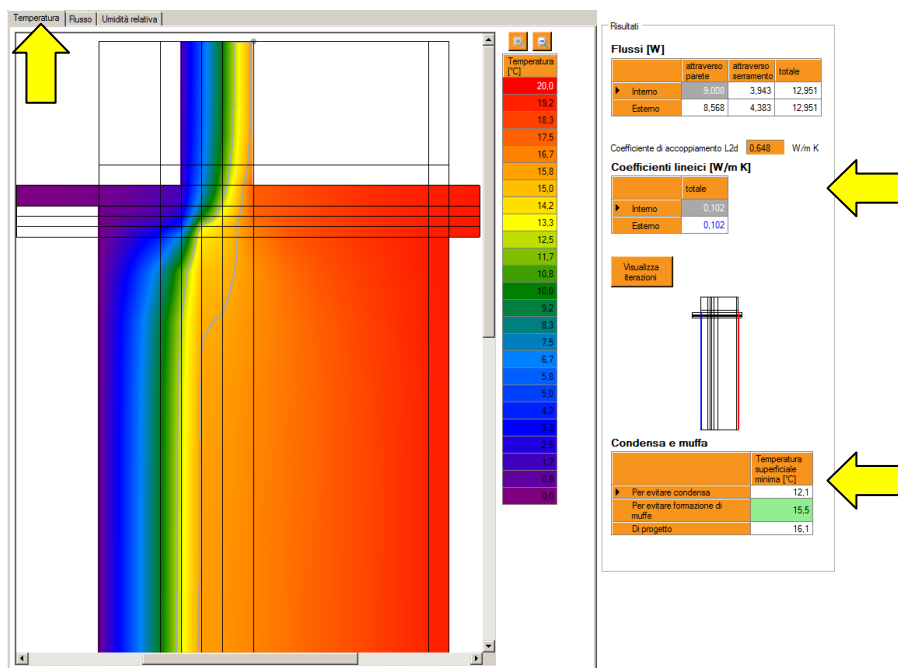 Temperatura Flusso Umidità relativa
Temperatura
[°C]
20,0
19,2
18,3
17,5
16,7
15,8
15,0
14,2
13,3
12,5
11,7
10,8
10,0
9,2
8,3
7,5
6,7
5,8
5,0
4,2
3,3
2,5
1,7
0,8
0,0
Risultati
Flussi [W]
attraverso parete attraverso serramento totale
Interno 9,008 3,943 12,951
Esterno 8,568 4,383 12,951
Coefficiente di accoppiamento L2d 0,648 W/m K
Coefficienti lineici [W/m K]
totale
Interno 0,102
Esterno 0,102
Visualizza
iterazioni
Condensa e muffa
Temperatura
superficiale
minima [°C]
Per evitare condensa 12,1
Per evitare formazione di muffe 15,5
Di progetto 16,1